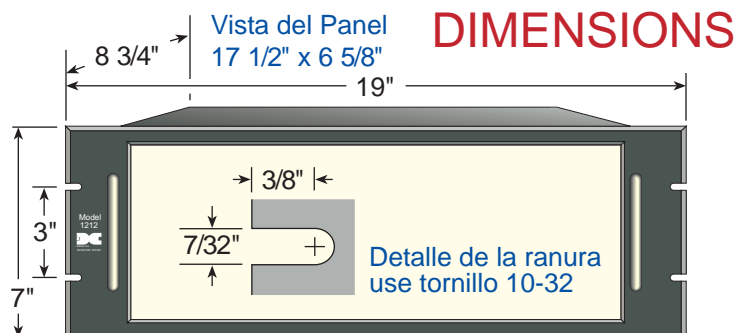 DIMENSIONS
Vista del Panel
17 1/2" x 6 5/8"
8 3/4"
19"
3/8"
7/32"
Detalle de la ranura
use tornillo 10-32
Model
1212
3"
7"